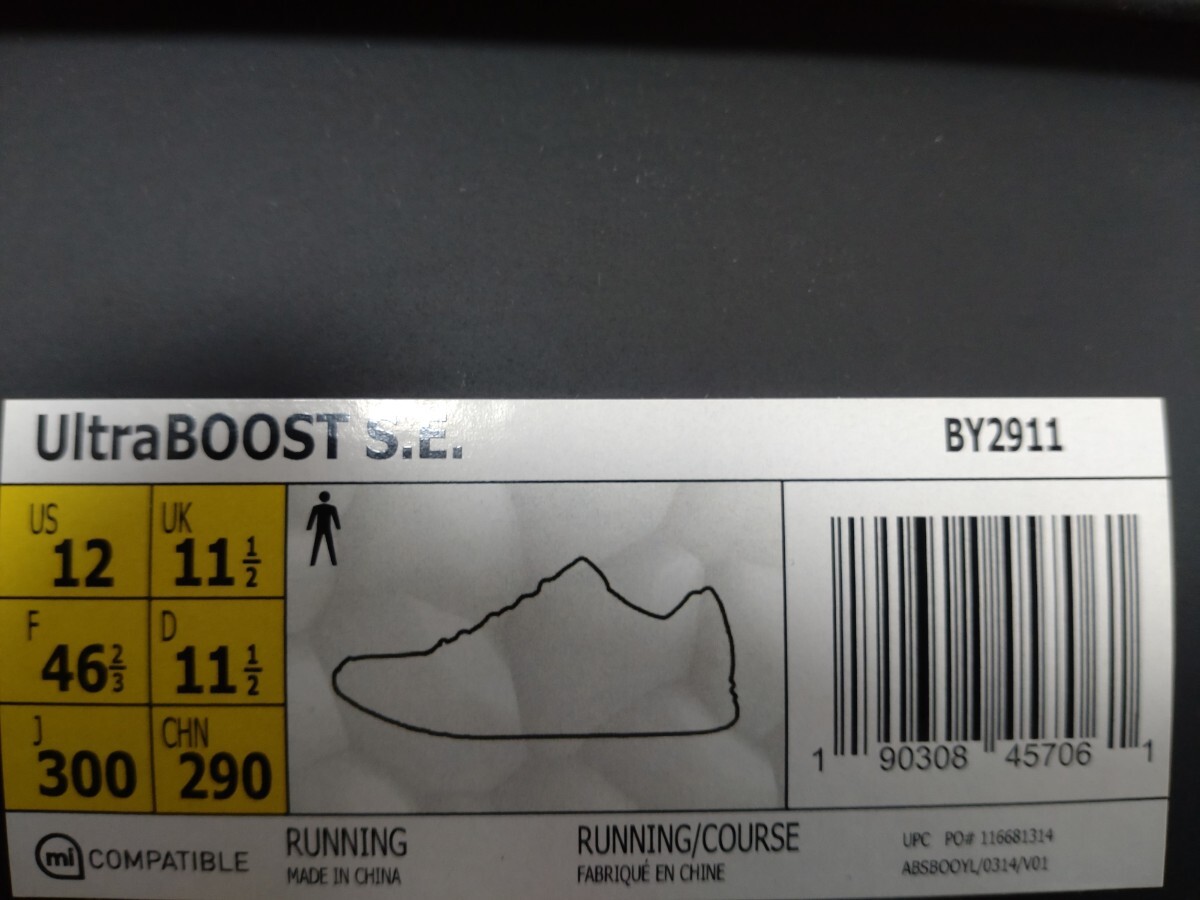 UltraBOOST S.E.
BY2911
US
12
UK
11 1/2
F
46 2/3
D
11 1/2
J
300
CHN
290
1 90308 45706 1
mi COMPATIBLE
RUNNING
MADE IN CHINA
RUNNING/COURSE
FABRIQUÉ EN CHINE
UPC PO# 116681314
ABSBOOYL/0314/V01